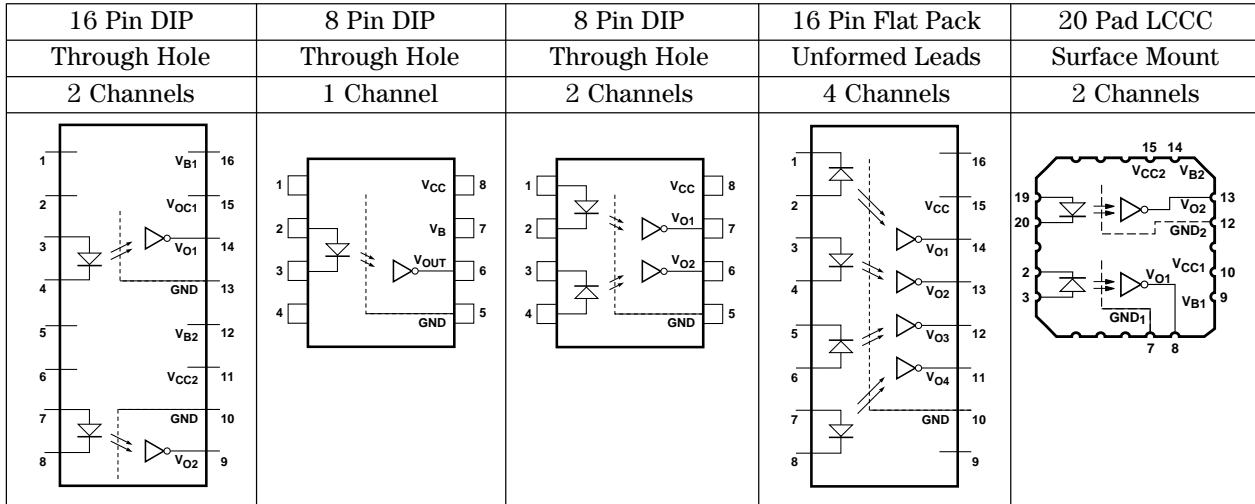 16 Pin DIP 8 Pin DIP 8 Pin DIP 16 Pin Flat Pack 20 Pad LCCC
Through Hole Through Hole Through Hole Unformed Leads Surface Mount
2 Channels 1 Channel 2 Channels 4 Channels 2 Channels
1 VB1 16
2 VOC1 15
3 VO1 14
4 GND 13
5 VB2 12
6 VCC2 11
7 GND 10
8 VO2 9
1 VCC 8
2 VB 7
3 VOUT 6
4 GND 5
1 VCC 8
2 VO1 7
3 VO2 6
4 GND 5
1 16
2 VCC 15
3 VO1 14
4 VO2 13
5 VO3 12
6 VO4 11
7 GND 10
8 9
15 14
VCC2 VB2
19 VO2 13
20 GND2 12
2 VO1 VCC1 10
3 VB1 9
GND1
7 8